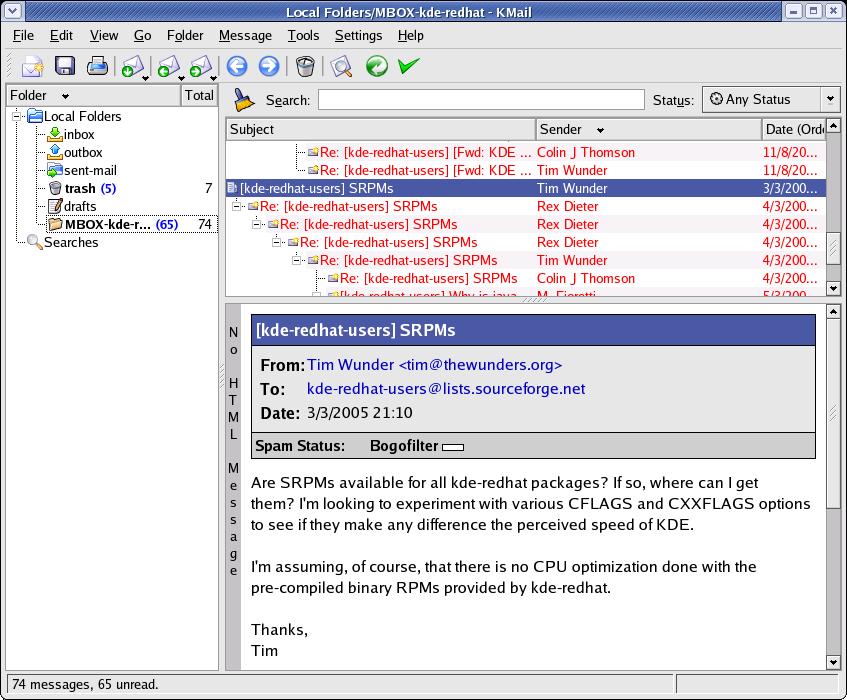 Local Folders/MBOX-kde-redhat - KMail
File Edit View Go Folder Message Tools Settings Help
Folder Total
Local Folders
inbox
outbox
sent-mail
trash (5) 7
drafts
MBOX-kde-r... (65) 74
Searches
Search: Status: Any Status
Subject Sender Date (Orde
Re: [kde-redhat-users] [Fwd: KDE ... Colin J Thomson 11/8/20...
Re: [kde-redhat-users] [Fwd: KDE ... Tim Wunder 11/8/20...
[kde-redhat-users] SRPMs Tim Wunder 3/3/200...
Re: [kde-redhat-users] SRPMs Rex Dieter 4/3/200...
Re: [kde-redhat-users] SRPMs Rex Dieter 4/3/200...
Re: [kde-redhat-users] SRPMs Rex Dieter 4/3/200...
Re: [kde-redhat-users] SRPMs Tim Wunder 4/3/200...
Re: [kde-redhat-users] SRPMs Colin J Thomson 4/3/200...
[kde-redhat-users] Why is java M. Fioretti 5/3/200...
No HTML Message
[kde-redhat-users] SRPMs
From: Tim Wunder <tim@thewunders.org>
To: kde-redhat-users@lists.sourceforge.net
Date: 3/3/2005 21:10
Spam Status: Bogofilter
Are SRPMs available for all kde-redhat packages? If so, where can I get
them? I'm looking to experiment with various CFLAGS and CXXFLAGS options
to see if they make any difference the perceived speed of KDE.
I'm assuming, of course, that there is no CPU optimization done with the
pre-compiled binary RPMs provided by kde-redhat.
Thanks,
Tim
74 messages, 65 unread.